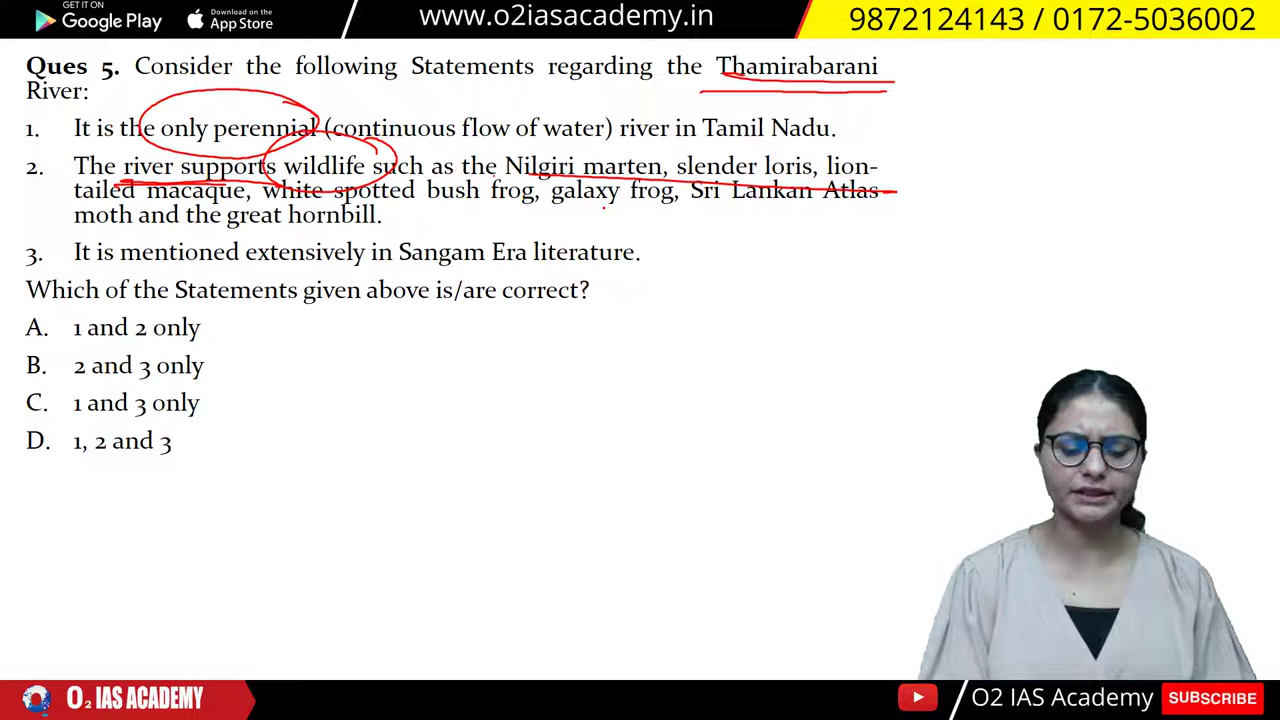 GET IT ON
Google Play
Download on the
App Store
www.o2iasacademy.in
9872124143 / 0172-5036002
Ques 5. Consider the following Statements regarding the Thamirabarani
River:
1. It is the only perennial (continuous flow of water) river in Tamil Nadu.
2. The river supports wildlife such as the Nilgiri marten, slender loris, lion-
tailed macaque, white spotted bush frog, galaxy frog, Sri Lankan Atlas
moth and the great hornbill.
3. It is mentioned extensively in Sangam Era literature.
Which of the Statements given above is/are correct?
A. 1 and 2 only
B. 2 and 3 only
C. 1 and 3 only
D. 1, 2 and 3
O2 IAS ACADEMY
O2 IAS Academy
SUBSCRIBE